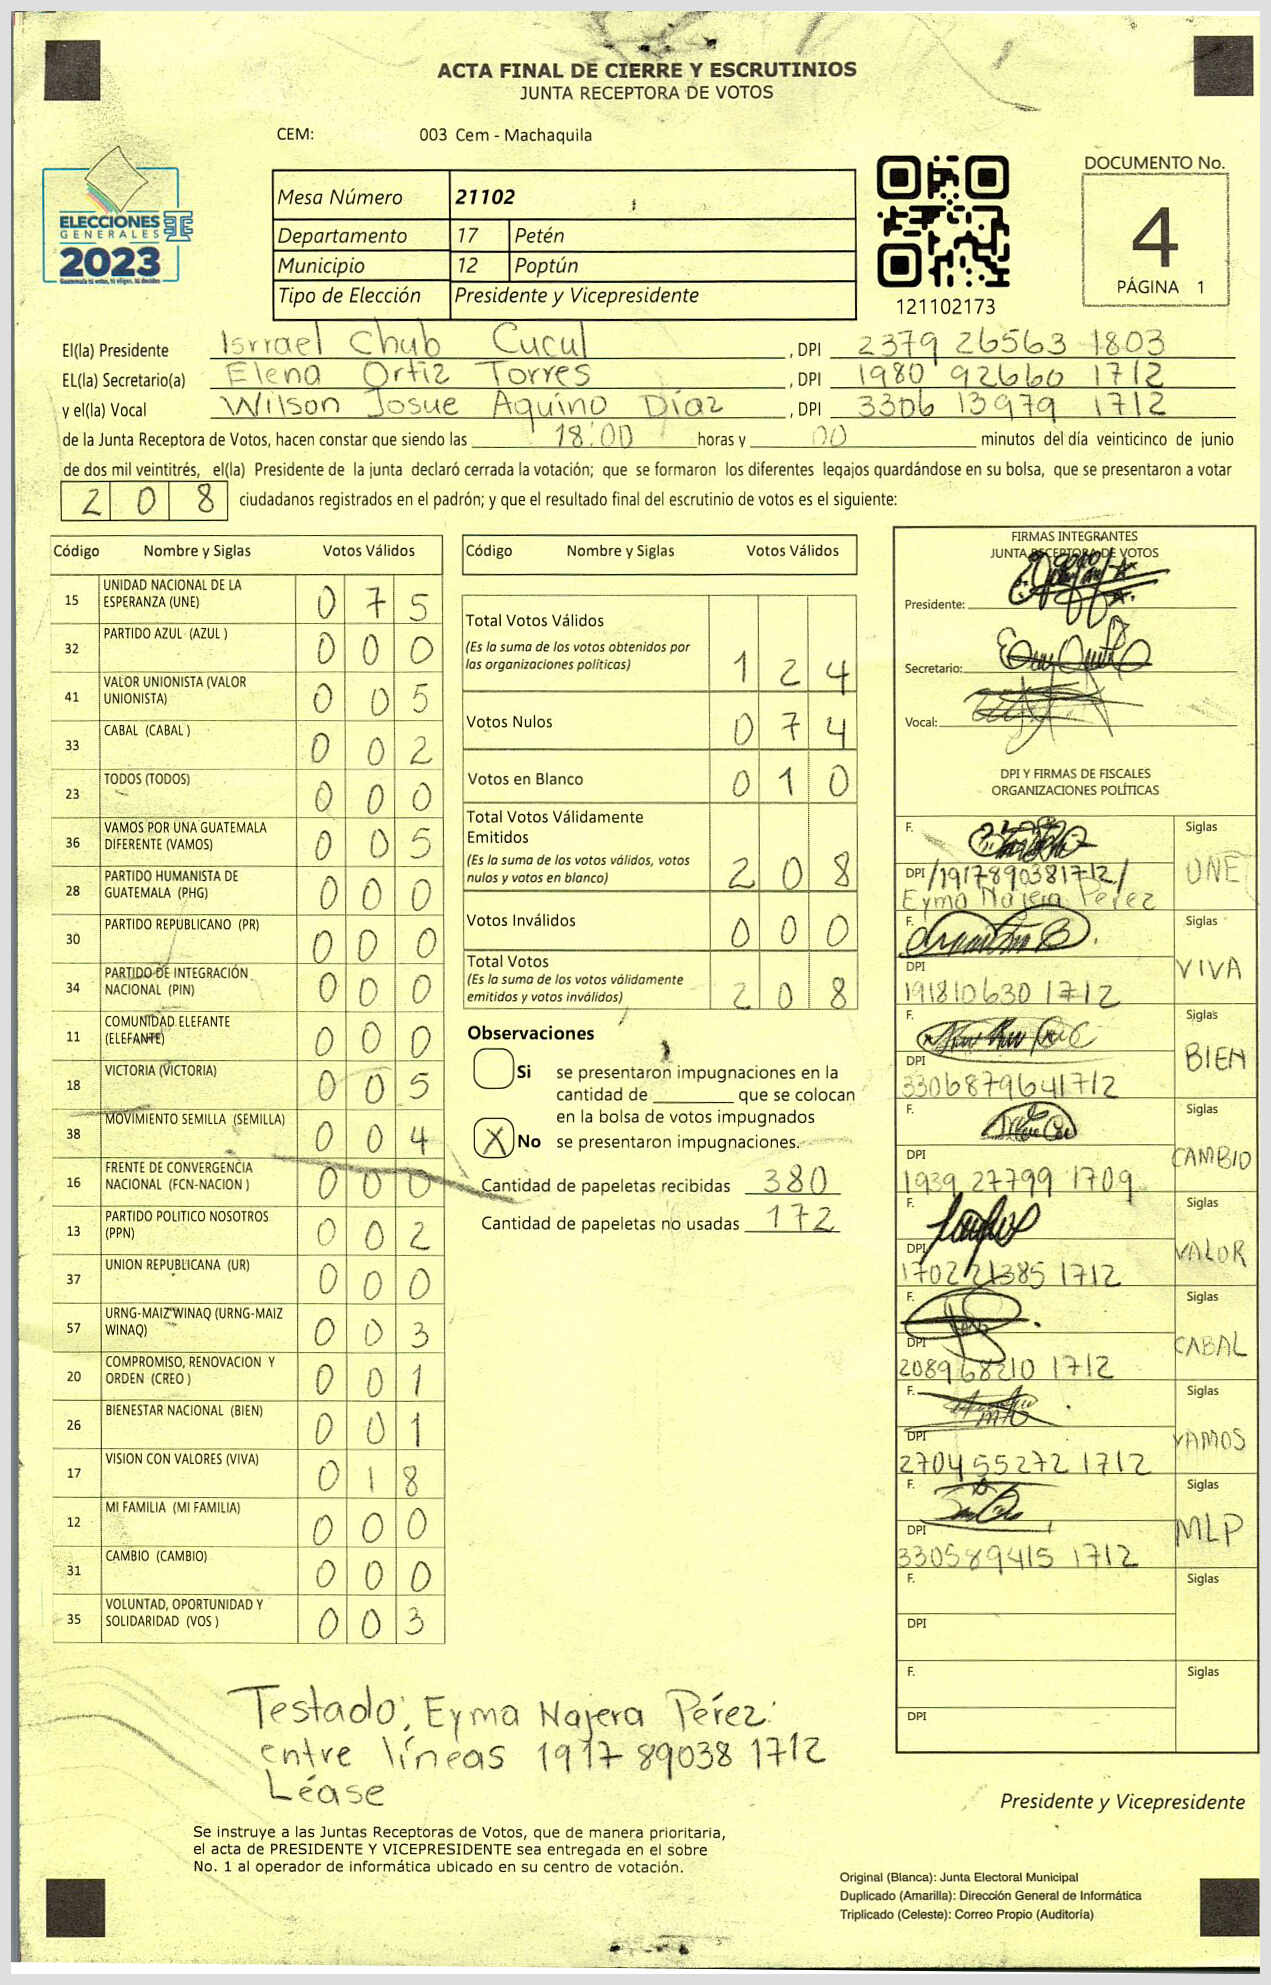 ACTA FINAL DE CIERRE Y ESCRUTINIOS
JUNTA RECEPTORA DE VOTOS
CEM: 003 Cem - Machaquila
ELECCIONES
GENERALES
2023
Mesa Número 21102
Departamento 17 Petén
Municipio 12 Poptún
Tipo de Elección Presidente y Vicepresidente
121102173
DOCUMENTO No.
4
PÁGINA 1
El(la) Presidente Isrrael Chub Cucul , DPI 2379 26563 1803
EL(la) Secretario(a) Elena Ortiz Torres , DPI 1980 92660 1712
y el(la) Vocal Wilson Josue Aquino Díaz , DPI 3306 13979 1712
de la Junta Receptora de Votos, hacen constar que siendo las 18:00 horas y 00 minutos del día veinticinco de junio
de dos mil veintitrés, el(la) Presidente de la junta declaró cerrada la votación; que se formaron los diferentes legajos quardándose en su bolsa, que se presentaron a votar
208 ciudadanos registrados en el padrón; y que el resultado final del escrutinio de votos es el siguiente:
Código Nombre y Siglas Votos Válidos
15 UNIDAD NACIONAL DE LA ESPERANZA (UNE) 0 7 5
32 PARTIDO AZUL (AZUL ) 0 0 0
41 VALOR UNIONISTA (VALOR UNIONISTA) 0 0 5
33 CABAL (CABAL ) 0 0 2
23 TODOS (TODOS) 0 0 0
36 VAMOS POR UNA GUATEMALA DIFERENTE (VAMOS) 0 0 5
28 PARTIDO HUMANISTA DE GUATEMALA (PHG) 0 0 0
30 PARTIDO REPUBLICANO (PR) 0 0 0
34 PARTIDO DE INTEGRACIÓN NACIONAL (PIN) 0 0 0
11 COMUNIDAD ELEFANTE (ELEFANTE) 0 0 0
18 VICTORIA (VICTORIA) 0 0 5
38 MOVIMIENTO SEMILLA (SEMILLA) 0 0 4
16 FRENTE DE CONVERGENCIA NACIONAL (FCN-NACION ) 0 0 0
13 PARTIDO POLITICO NOSOTROS (PPN) 0 0 2
37 UNION REPUBLICANA (UR) 0 0 0
57 URNG-MAIZ WINAQ (URNG-MAIZ WINAQ) 0 0 3
20 COMPROMISO, RENOVACION Y ORDEN (CREO ) 0 0 1
26 BIENESTAR NACIONAL (BIEN) 0 0 1
17 VISION CON VALORES (VIVA) 0 1 8
12 MI FAMILIA (MI FAMILIA) 0 0 0
31 CAMBIO (CAMBIO) 0 0 0
35 VOLUNTAD, OPORTUNIDAD Y SOLIDARIDAD (VOS ) 0 0 3
Código Nombre y Siglas Votos Válidos
Total Votos Válidos 1 2 4
(Es la suma de los votos obtenidos por
las organizaciones políticas)
Votos Nulos 0 7 4
Votos en Blanco 0 1 0
Total Votos Válidamente
Emitidos 2 0 8
(Es la suma de los votos válidos, votos
nulos y votos en blanco)
Votos Inválidos 0 0 0
Total Votos 2 0 8
(Es la suma de los votos válidamente
emitidos y votos inválidos)
Observaciones
Si se presentaron impugnaciones en la
cantidad de ________ que se colocan
en la bolsa de votos impugnados
X No se presentaron impugnaciones.
Cantidad de papeletas recibidas 380
Cantidad de papeletas no usadas 172
FIRMAS INTEGRANTES
JUNTA RECEPTORA DE VOTOS
Presidente:
Secretario:
Vocal:
DPI Y FIRMAS DE FISCALES
ORGANIZACIONES POLÍTICAS
F. Siglas
DPI /1917890381712/ UNE
Eyma Najera Pérez
F. Siglas
DPI VIVA
191810630 1712
F. Siglas
DPI BIEN
3306879641712
F. Siglas
DPI CAMBIO
1939 27799 1709
F. Siglas
DPI VALOR
1702 21385 1712
F. Siglas
DPI CABAL
208968210 1712
F. Siglas
DPI VAMOS
2704 55272 1712
F. Siglas
DPI MLP
330589415 1712
F. Siglas
DPI
F. Siglas
DPI
Testado: Eyma Najera Pérez:
entre líneas 1917 89038 1712
Léase
Presidente y Vicepresidente
Se instruye a las Juntas Receptoras de Votos, que de manera prioritaria,
el acta de PRESIDENTE Y VICEPRESIDENTE sea entregada en el sobre
No. 1 al operador de informática ubicado en su centro de votación.
Original (Blanca): Junta Electoral Municipal
Duplicado (Amarilla): Dirección General de Informática
Triplicado (Celeste): Correo Propio (Auditoría)